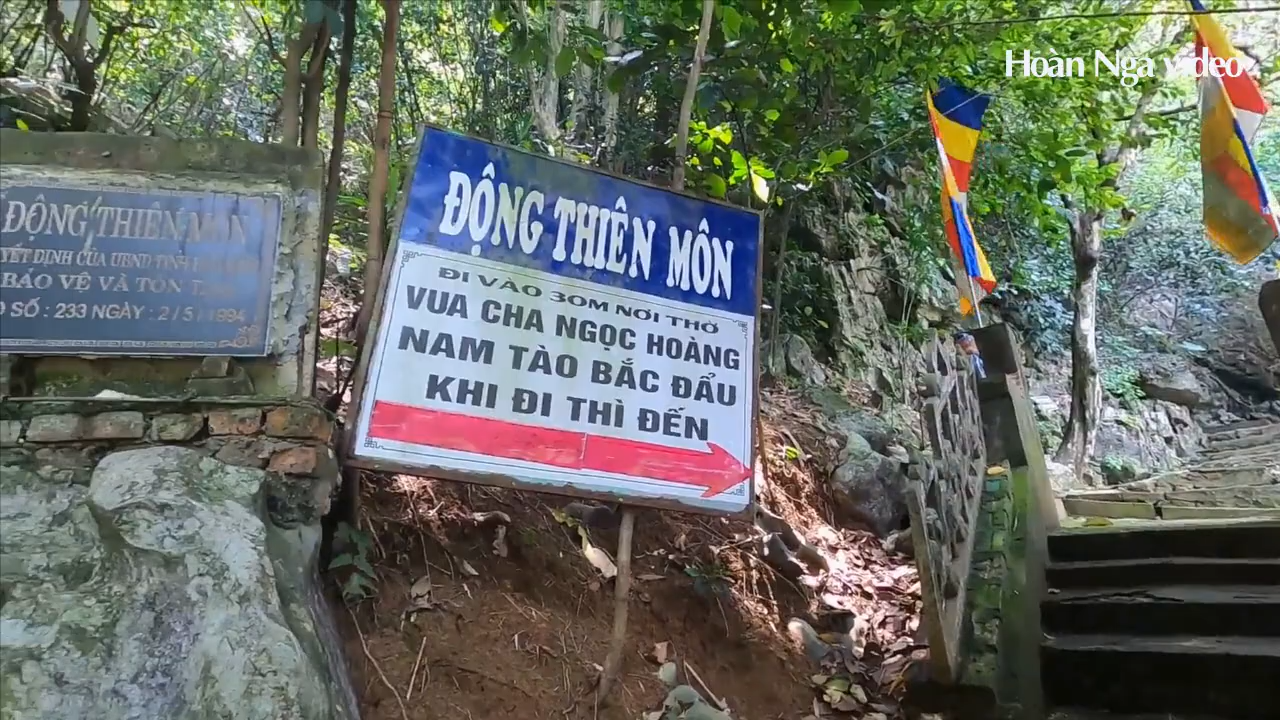 Hoàn Nga video
ĐỘNG THIÊN MÔN
YẾT ĐỊNH CỦA UBND TỈNH
BẢO VỆ VÀ TÔN
SỐ : 233 NGÀY : 2/5/1994
ĐỘNG THIÊN MÔN
ĐI VÀO 30M NƠI THỜ
VUA CHA NGỌC HOÀNG
NAM TÀO BẮC ĐẨU
KHI ĐI THÌ ĐẾN